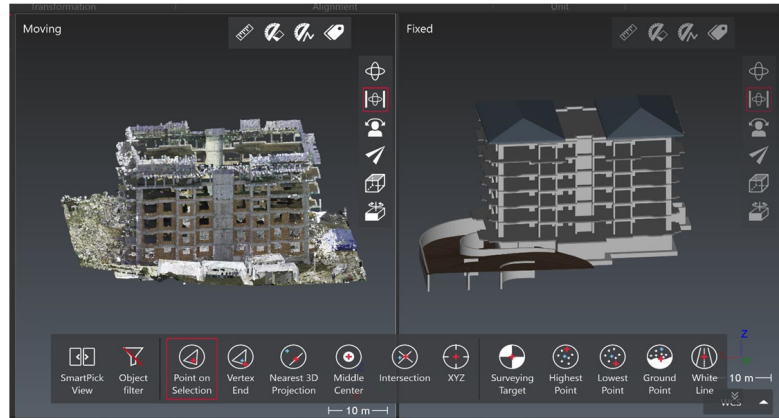 Transformation Alignment Unit
Moving
Fixed
SmartPick View
Object filter
Point on Selection
Vertex End
Nearest 3D Projection
Middle Center
Intersection
XYZ
Surveying Target
Highest Point
Lowest Point
Ground Point
White Line
Z
10 m
10 m
WCS